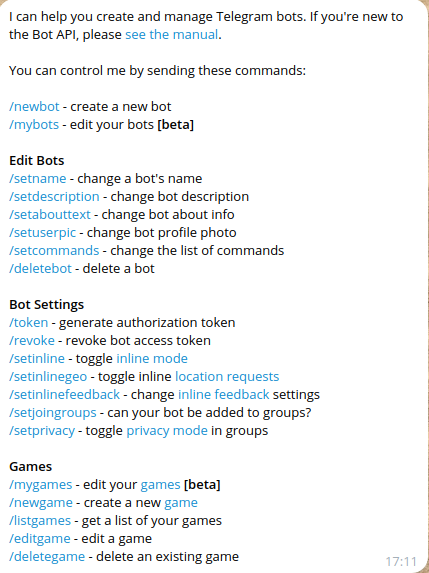 I can help you create and manage Telegram bots. If you're new to
the Bot API, please see the manual.
You can control me by sending these commands:
/newbot - create a new bot
/mybots - edit your bots [beta]
Edit Bots
/setname - change a bot's name
/setdescription - change bot description
/setabouttext - change bot about info
/setuserpic - change bot profile photo
/setcommands - change the list of commands
/deletebot - delete a bot
Bot Settings
/token - generate authorization token
/revoke - revoke bot access token
/setinline - toggle inline mode
/setinlinegeo - toggle inline location requests
/setinlinefeedback - change inline feedback settings
/setjoingroups - can your bot be added to groups?
/setprivacy - toggle privacy mode in groups
Games
/mygames - edit your games [beta]
/newgame - create a new game
/listgames - get a list of your games
/editgame - edit a game
/deletegame - delete an existing game
17:11